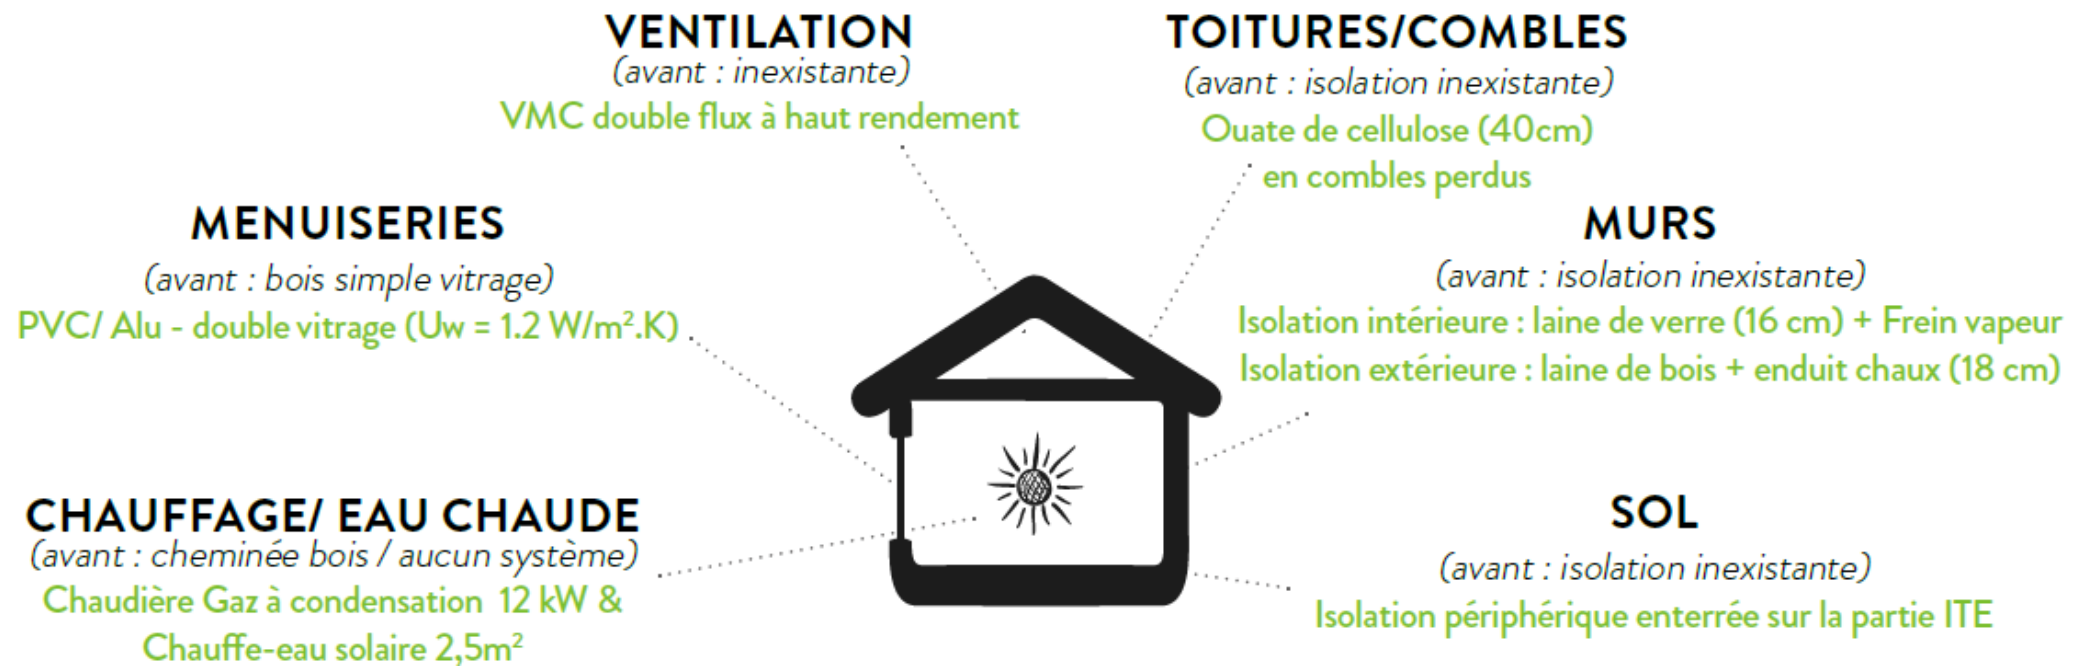 VENTILATION
(avant : inexistante)
VMC double flux à haut rendement
TOITURES/COMBLES
(avant : isolation inexistante)
Ouate de cellulose (40cm)
en combles perdus
MENUISERIES
(avant : bois simple vitrage)
PVC/ Alu - double vitrage (Uw = 1.2 W/m².K)
MURS
(avant : isolation inexistante)
Isolation intérieure : laine de verre (16 cm) + Frein vapeur
Isolation extérieure : laine de bois + enduit chaux (18 cm)
CHAUFFAGE/ EAU CHAUDE
(avant : cheminée bois / aucun système)
Chaudière Gaz à condensation 12 kW &
Chauffe-eau solaire 2,5m²
SOL
(avant : isolation inexistante)
Isolation périphérique enterrée sur la partie ITE